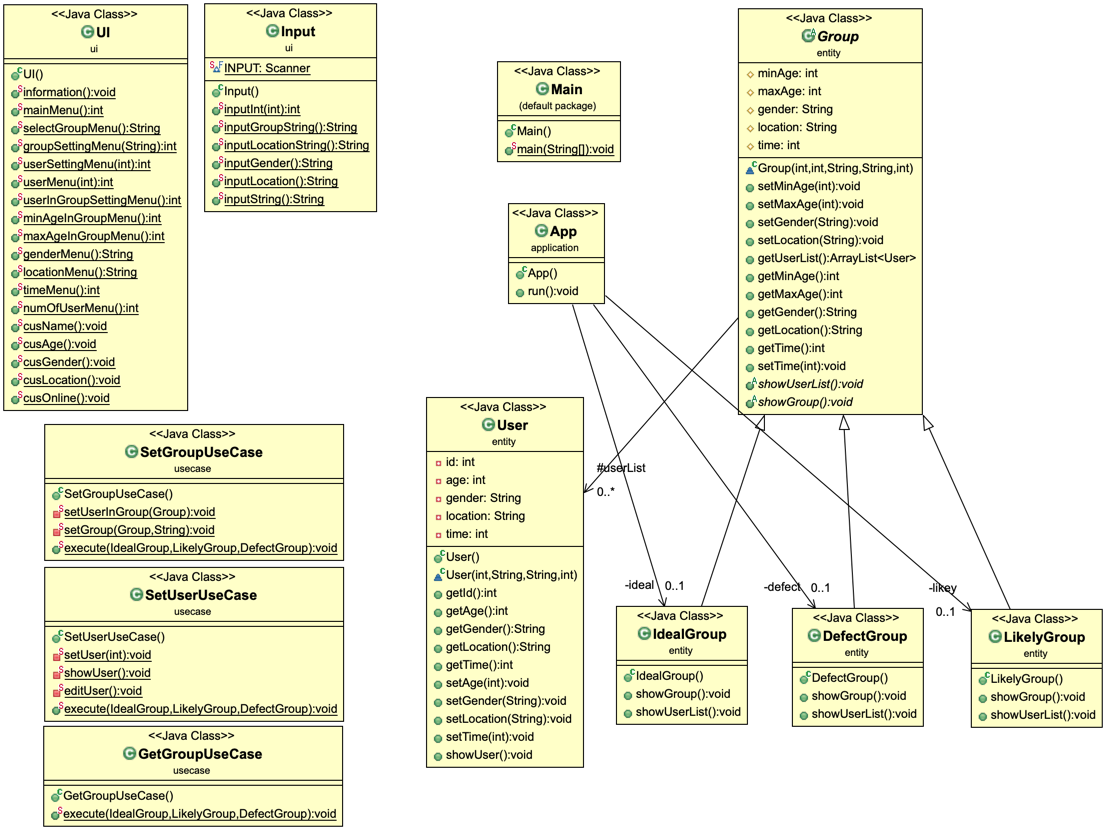 <<Java Class>>
UI
ui
UI()
information():void
mainMenu():int
selectGroupMenu():String
groupSettingMenu(String):int
userSettingMenu(int):int
userMenu(int):int
userInGroupSettingMenu():int
minAgeInGroupMenu():int
maxAgeInGroupMenu():int
genderMenu():String
locationMenu():String
timeMenu():int
numOfUserMenu():int
cusName():void
cusAge():void
cusGender():void
cusLocation():void
cusOnline():void
<<Java Class>>
Input
ui
INPUT: Scanner
Input()
inputInt(int):int
inputGroupString():String
inputLocationString():String
inputGender():String
inputLocation():String
inputString():String
<<Java Class>>
Main
(default package)
Main()
main(String[]):void
<<Java Class>>
App
application
App()
run():void
<<Java Class>>
Group
entity
minAge: int
maxAge: int
gender: String
location: String
time: int
Group(int,int,String,String,int)
setMinAge(int):void
setMaxAge(int):void
setGender(String):void
setLocation(String):void
getUserList():ArrayList<User>
getMinAge():int
getMaxAge():int
getGender():String
getLocation():String
getTime():int
setTime(int):void
showUserList():void
showGroup():void
<<Java Class>>
SetGroupUseCase
usecase
SetGroupUseCase()
setUserInGroup(Group):void
setGroup(Group,String):void
execute(IdealGroup,LikelyGroup,DefectGroup):void
<<Java Class>>
SetUserUseCase
usecase
SetUserUseCase()
setUser(int):void
showUser():void
editUser():void
execute(IdealGroup,LikelyGroup,DefectGroup):void
<<Java Class>>
GetGroupUseCase
usecase
GetGroupUseCase()
execute(IdealGroup,LikelyGroup,DefectGroup):void
<<Java Class>>
User
entity
id: int
age: int
gender: String
location: String
time: int
User()
User(int,String,String,int)
getId():int
getAge():int
getGender():String
getLocation():String
getTime():int
setAge(int):void
setGender(String):void
setLocation(String):void
setTime(int):void
showUser():void
#userList
0..*
-ideal 0..1
-defect 0..1
-likey
0..1
<<Java Class>>
IdealGroup
entity
IdealGroup()
showGroup():void
showUserList():void
<<Java Class>>
DefectGroup
entity
DefectGroup()
showGroup():void
showUserList():void
<<Java Class>>
LikelyGroup
entity
LikelyGroup()
showGroup():void
showUserList():void